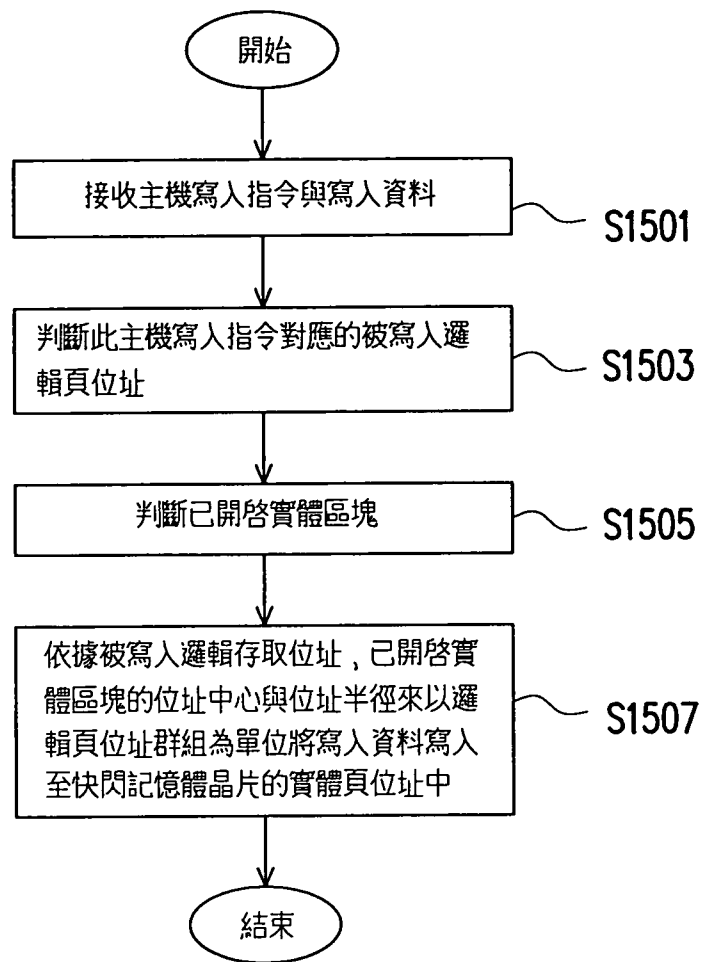 開始
接收主機寫入指令與寫入資料
S1501
判斷此主機寫入指令對應的被寫入邏
輯頁位址
S1503
判斷已開啓實體區塊
S1505
依據被寫入邏輯存取位址,已開啓實
體區塊的位址中心與位址半徑來以邏
輯頁位址群組為單位將寫入資料寫入
至快閃記憶體晶片的實體頁位址中
S1507
結束